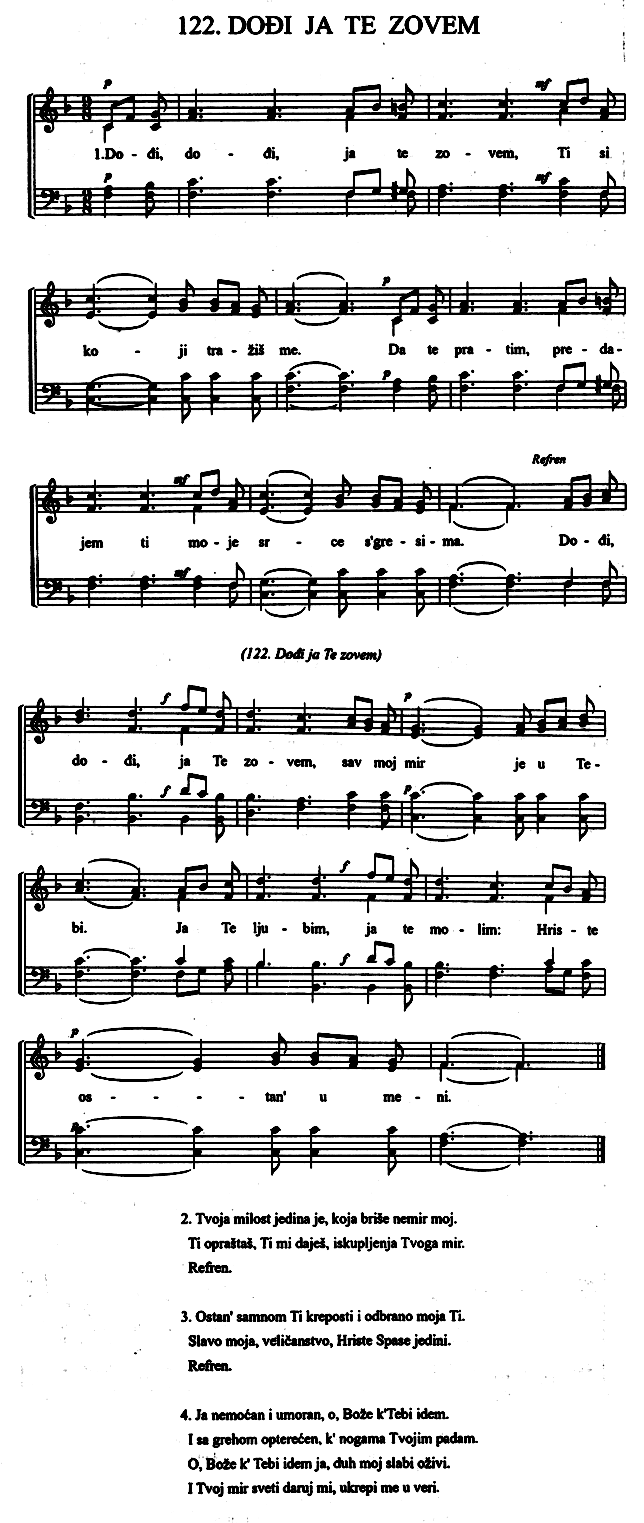 122. DOĐI JA TE ZOVEM
p mf
1.Do - đi, do - đi, ja te zo - vem, Ti si
p mf
p
ko - ji tra - žiš me. Da te pra - tim, pre - da-
p
Refren
mf
jem ti mo - je sr - ce s'gre - si - ma. Do - đi,
mf
(122. Dođi ja Te zovem)
f p
do - đi, ja Te zo - vem, sav moj mir je u Te -
f p
f
bi. Ja Te lju - bim, ja te mo - lim: Hris - te
f
p
os - - - tan' u me - ni.
p
2. Tvoja milost jedina je, koja briše nemir moj.
Ti opraštaš, Ti mi daješ, iskupljenja Tvoga mir.
Refren.
3. Ostan' samnom Ti kreposti i odbrano moja Ti.
Slavo moja, veličanstvo, Hriste Spase jedini.
Refren.
4. Ja nemoćan i umoran, o, Bože k'Tebi idem.
I sa grehom opterećen, k' nogama Tvojim padam.
O, Bože k' Tebi idem ja, duh moj slabi oživi.
I Tvoj mir sveti daruj mi, ukrepi me u veri.